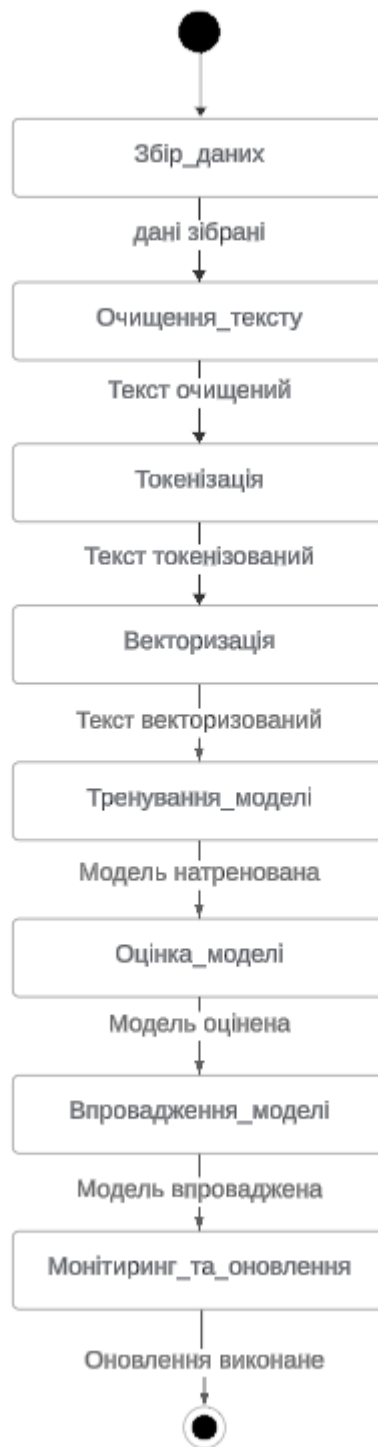 Збір_даних
дані зібрані
Очищення_тексту
Текст очищений
Токенізація
Текст токенізований
Векторизація
Текст векторизований
Тренування_моделі
Модель натренована
Оцінка_моделі
Модель оцінена
Впровадження_моделі
Модель впроваджена
Монітиринг_та_оновлення
Оновлення виконане